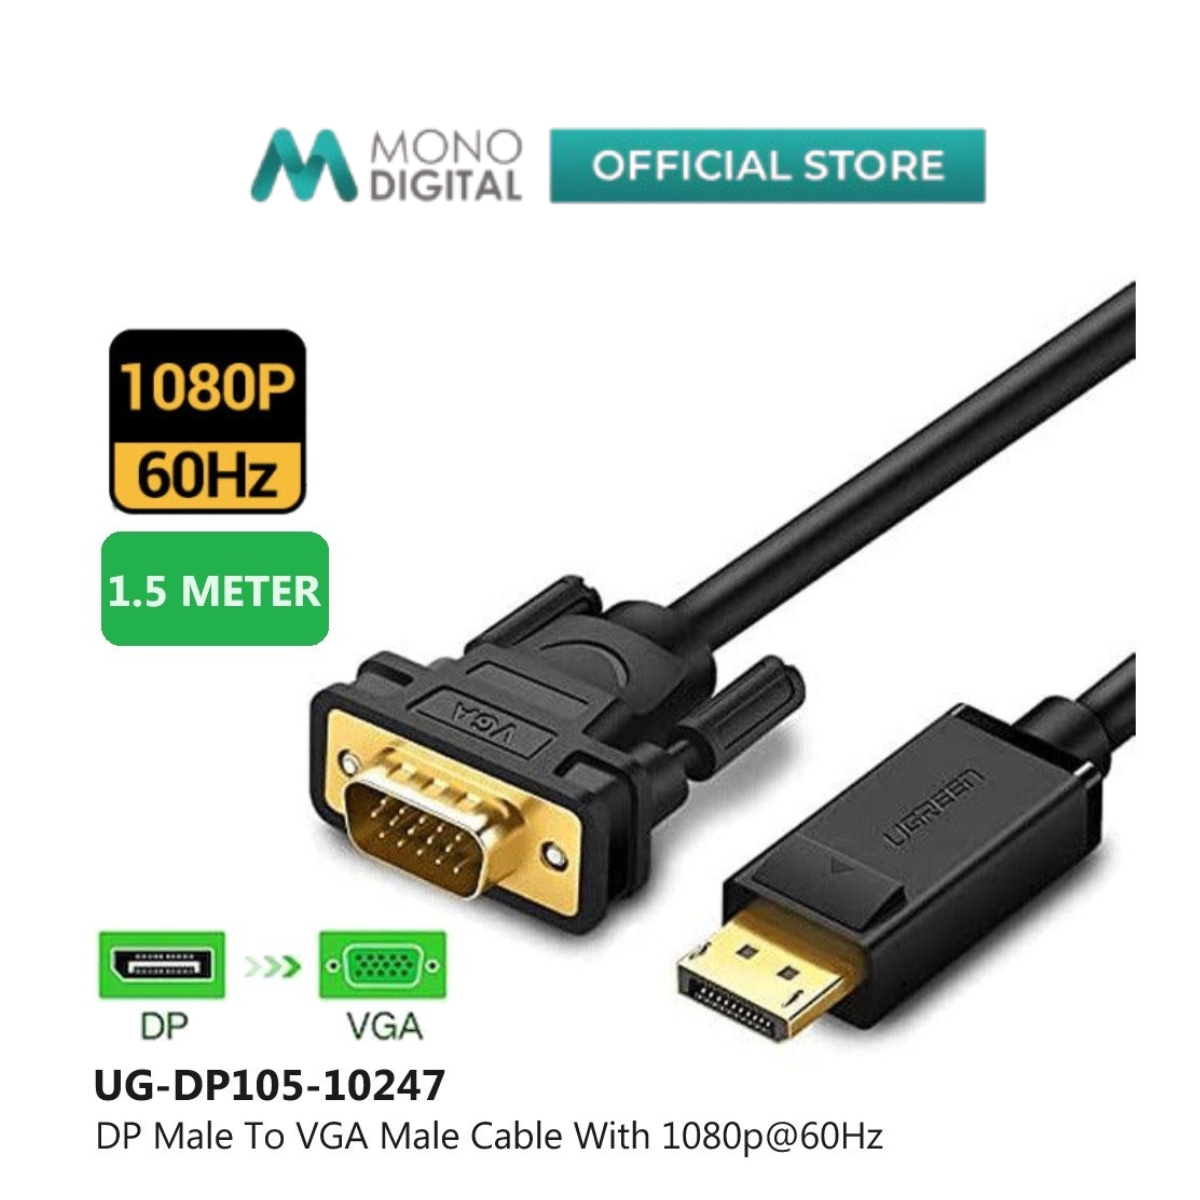 MONO
DIGITAL
OFFICIAL STORE
1080P
60Hz
1.5 METER
VGA
UGREEN
DP
VGA
UG-DP105-10247
DP Male To VGA Male Cable With 1080p@60Hz